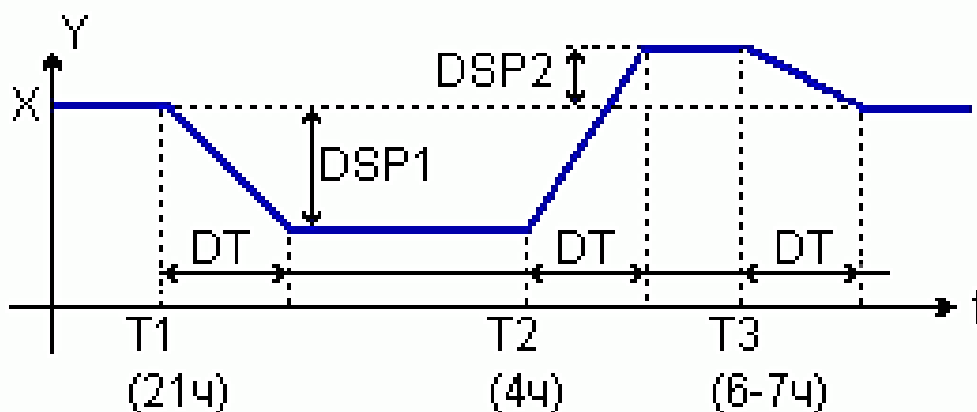 Y
X
DSP2
DSP1
DT DT DT
T1 T2 T3 t
(21ч) (4ч) (6-7ч)